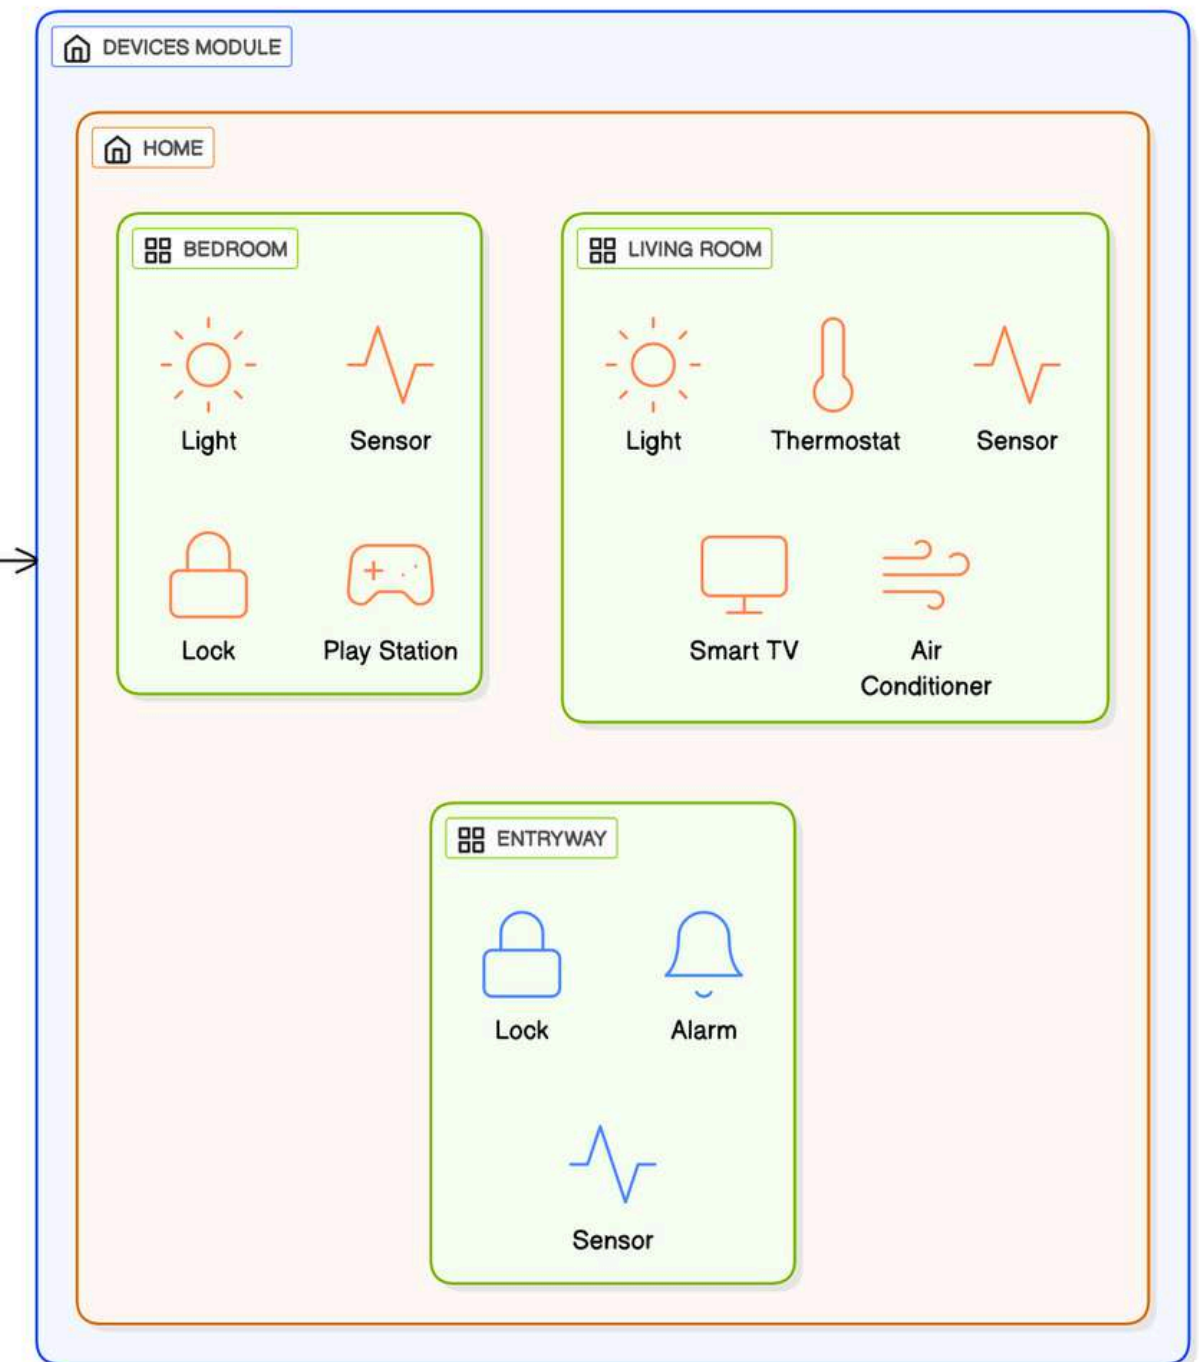 DEVICES MODULE
HOME
BEDROOM
Light
Sensor
Lock
Play Station
LIVING ROOM
Light
Thermostat
Sensor
Smart TV
Air
Conditioner
ENTRYWAY
Lock
Alarm
Sensor